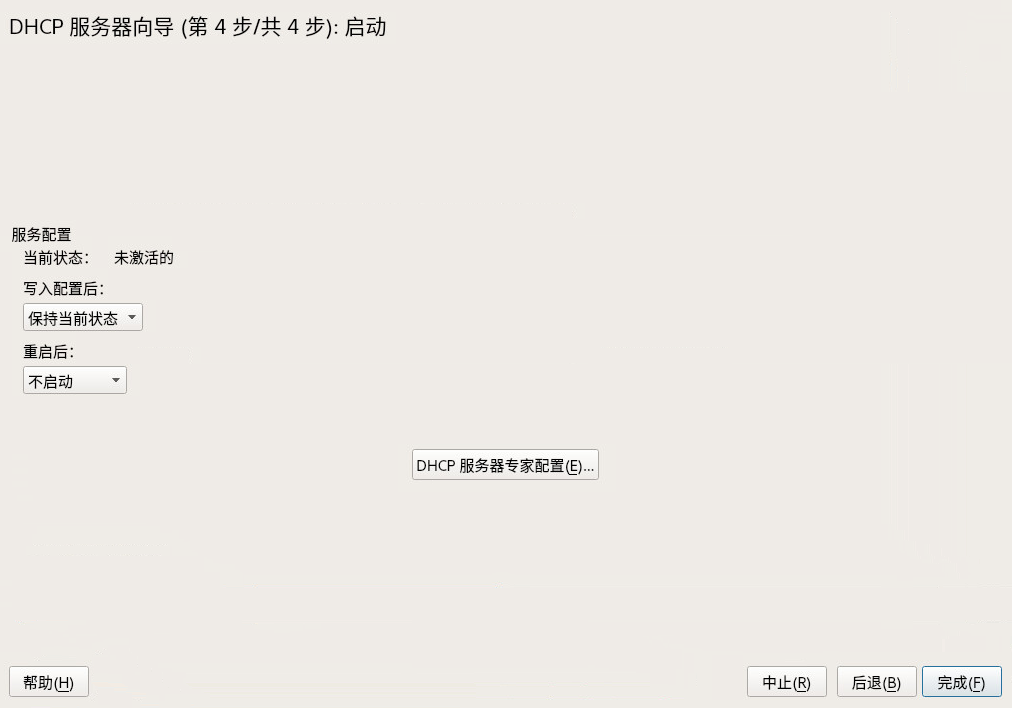 DHCP 服务器向导 (第 4 步/共 4 步): 启动
服务配置
当前状态： 未激活的
写入配置后：
保持当前状态
重启后：
不启动
DHCP 服务器专家配置(E)...
帮助(H) 中止(R) 后退(B) 完成(F)